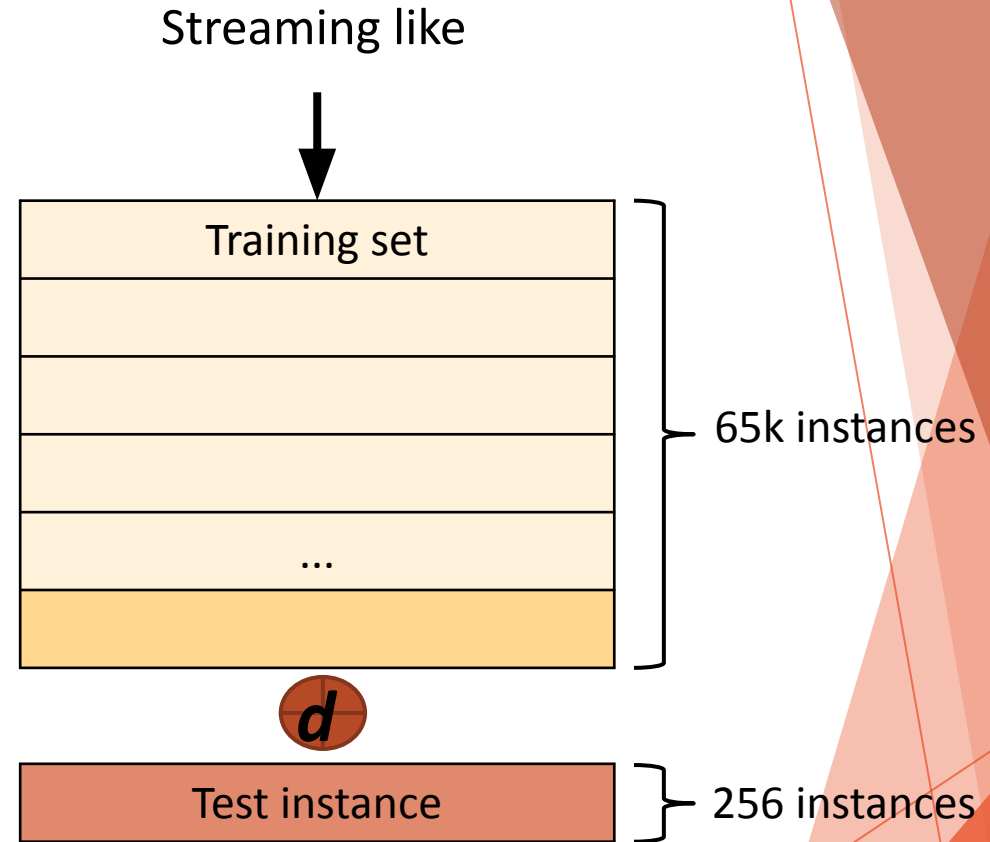 Streaming like
Training set
65k instances
...
d
Test instance
256 instances